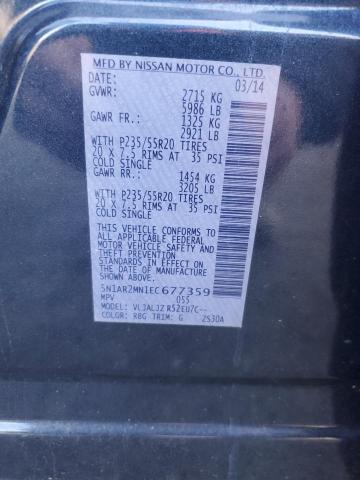 MFD BY NISSAN MOTOR CO., LTD.
DATE: 03/14
GVWR: 2715 KG
5986 LB
GAWR FR: 1325 KG
2921 LB
WITH P235/55R20 TIRES
20 X 7.5 RIMS AT 35 PSI
COLD SINGLE
GAWR RR: 1454 KG
3205 LB
WITH P235/55R20 TIRES
20 X 7.5 RIMS AT 35 PSI
COLD SINGLE
THIS VEHICLE CONFORMS TO
ALL APPLICABLE FEDERAL
MOTOR VEHICLE SAFETY AND
THEFT PREVENTION
STANDARDS IN EFFECT ON
THE DATE OF MANUFACTURE
SHOWN ABOVE.
5N1AR2MN1EC677359
MPV 055
MODEL: VLJALJZ R52EU7C--
COLOR: RBG TRIM: G 2S30A